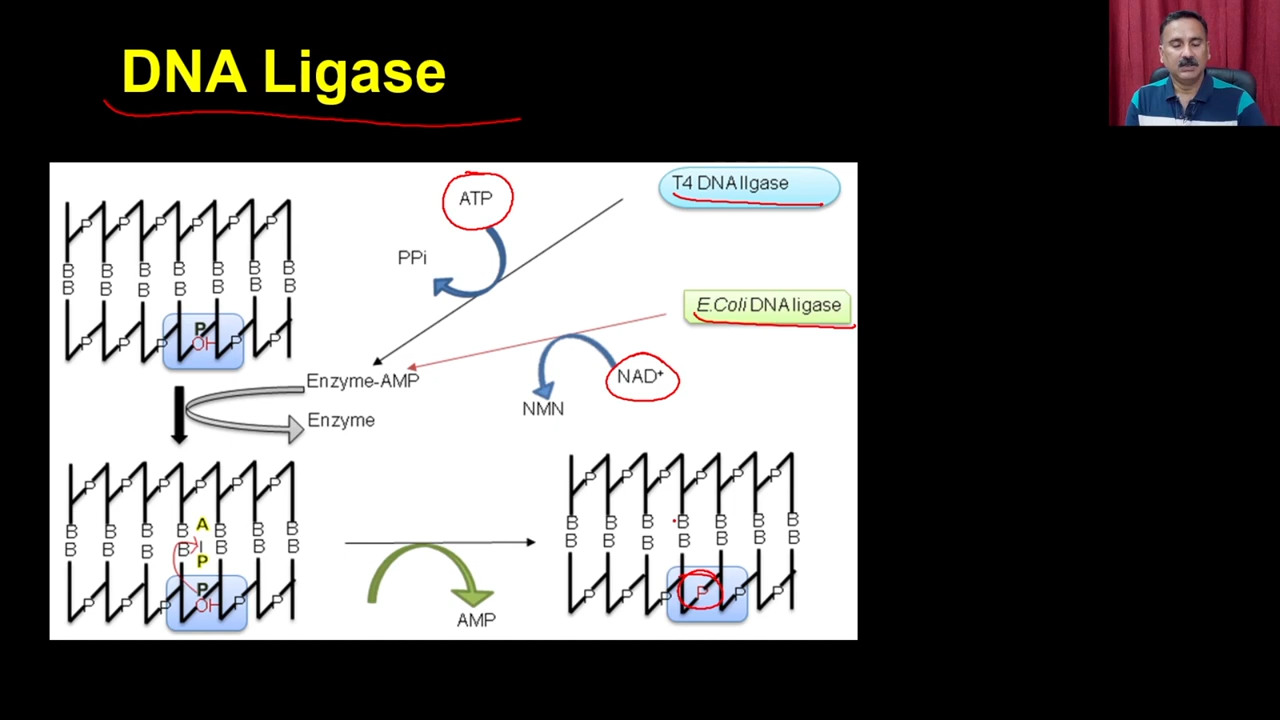 DNA Ligase
T4 DNA lIgase
ATP
PPi
P P P P P P
B B B B B B B
B B B B B B B
P
OH
P P P P P
E.Coli DNA ligase
NAD+
NMN
Enzyme-AMP
Enzyme
P P P P P P
A
B B B B B B B
B B B B B B B
P
P
OH
P P P P P
AMP
P P P P P P
B B B B B B B
B B B B B B B
P P P P P P